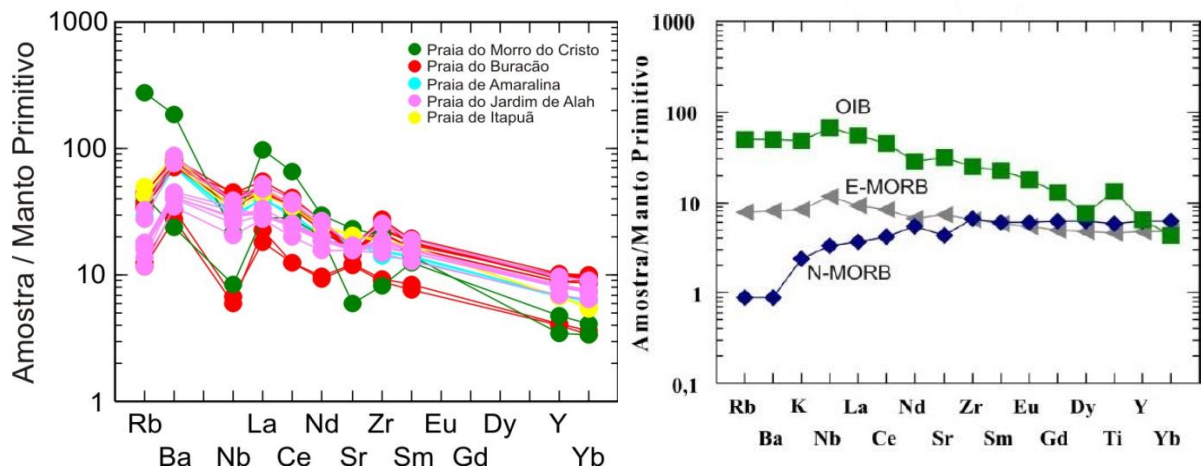 Amostra / Manto Primitivo
1000
100
10
1
Praia do Morro do Cristo
Praia do Buracão
Praia de Amaralina
Praia do Jardim de Alah
Praia de Itapuã
Rb La Nd Zr Eu Dy Y
Ba Nb Ce Sr Sm Gd Yb
Amostra/Manto Primitivo
1000
100
10
1
0,1
OIB
E-MORB
N-MORB
Rb K La Nd Zr Eu Dy Y
Ba Nb Ce Sr Sm Gd Ti Yb